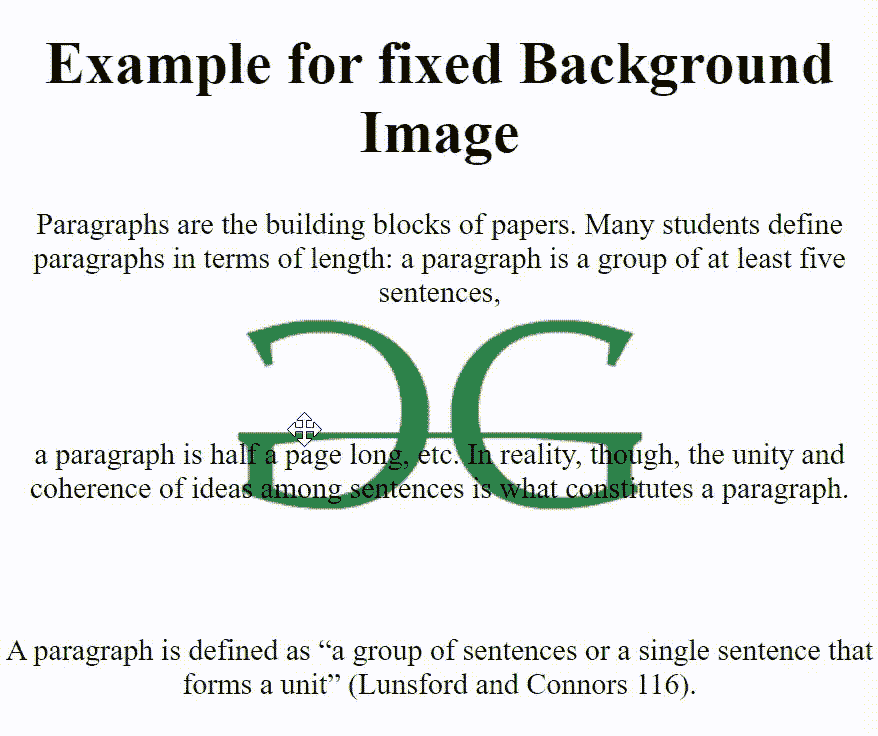 Example for fixed Background
Image
Paragraphs are the building blocks of papers. Many students define
paragraphs in terms of length: a paragraph is a group of at least five
sentences,
a paragraph is half a page long, etc. In reality, though, the unity and
coherence of ideas among sentences is what constitutes a paragraph.
A paragraph is defined as “a group of sentences or a single sentence that
forms a unit” (Lunsford and Connors 116).